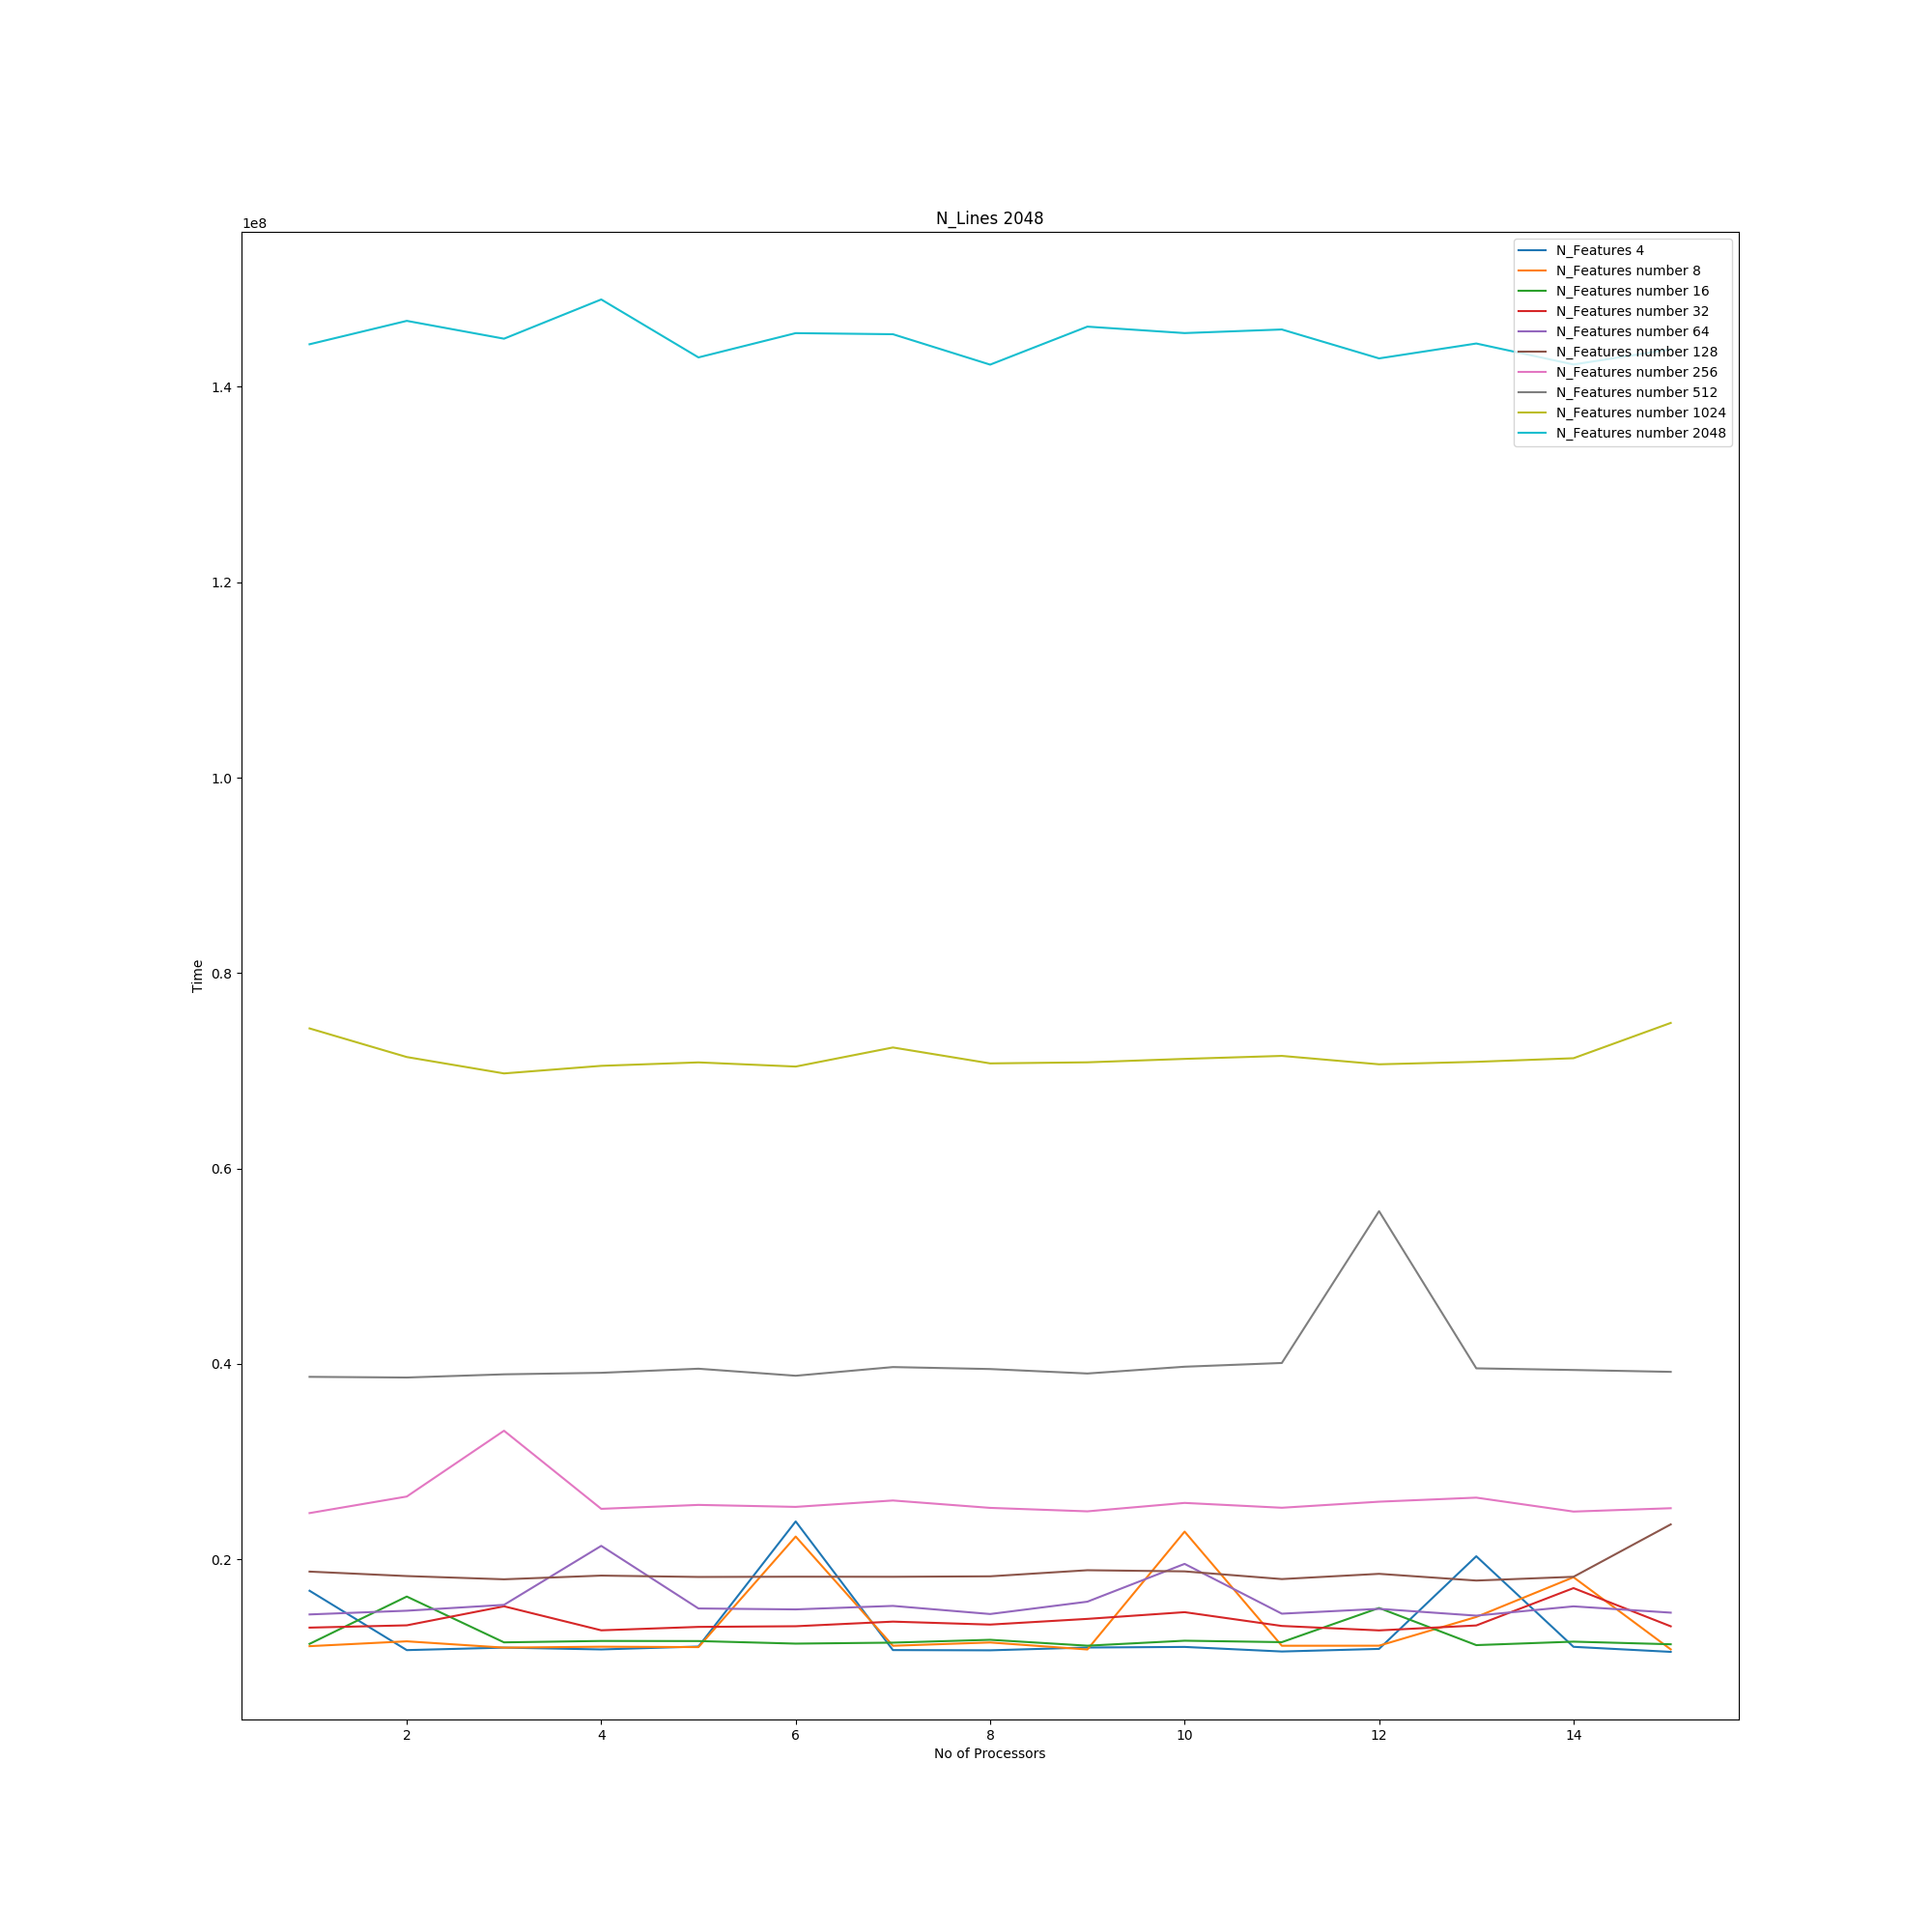 N_Lines 2048
1e8
N_Features 4
N_Features number 8
N_Features number 16
N_Features number 32
N_Features number 64
N_Features number 128
N_Features number 256
N_Features number 512
N_Features number 1024
N_Features number 2048
1.4
1.2
1.0
0.8
0.6
0.4
0.2
Time
2 4 6 8 10 12 14
No of Processors